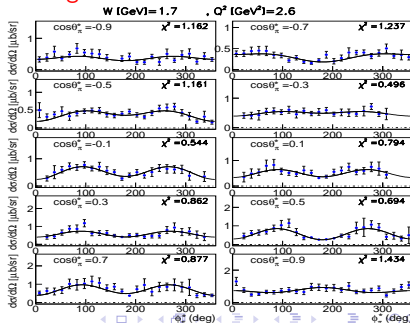 W [GeV]=1.7 , Q² [GeV²]=2.6
cosθ*π=-0.9 χ²=1.162
cosθ*π=-0.7 χ²=1.237
cosθ*π=-0.5 χ²=1.161
cosθ*π=-0.3 χ²=0.496
cosθ*π=-0.1 χ²=0.544
cosθ*π=0.1 χ²=0.794
cosθ*π=0.3 χ²=0.862
cosθ*π=0.5 χ²=0.694
cosθ*π=0.7 χ²=0.877
cosθ*π=0.9 χ²=1.434
dσ/dΩ [μb/sr]
dσ/dΩ [μb/sr]
dσ/dΩ [μb/sr]
dσ/dΩ [μb/sr]
dσ/dΩ [μb/sr]
0 100 200 300
0 100 200 300
(deg)
(deg)